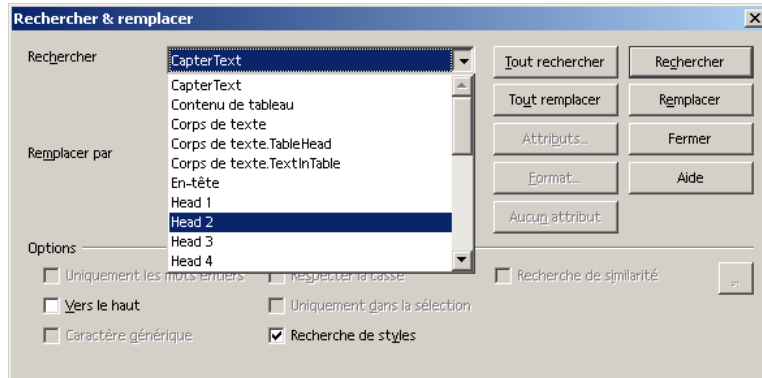 Rechercher & remplacer
Rechercher
CapterText
Tout rechercher
Rechercher
CapterText
Contenu de tableau
Tout remplacer
Remplacer
Corps de texte
Corps de texte.TableHead
Attributs...
Fermer
Remplacer par
Corps de texte.TextInTable
En-tête
Format...
Aide
Head 1
Head 2
Aucun attribut
Head 3
Options
Head 4
Uniquement les mots entiers
Respecter la casse
Recherche de similarité
...
Vers le haut
Uniquement dans la sélection
Caractère générique
Recherche de styles